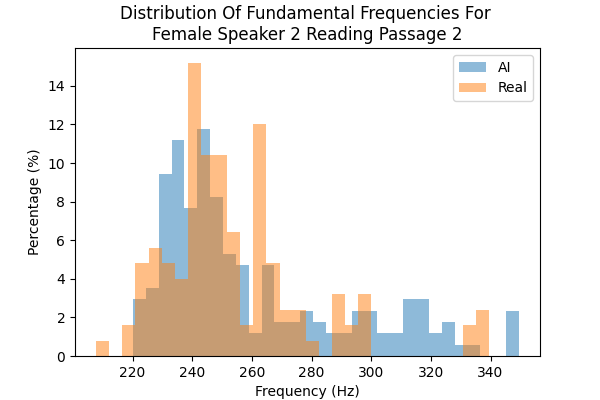 Distribution Of Fundamental Frequencies For
Female Speaker 2 Reading Passage 2
AI
Real
Percentage (%)
14
12
10
8
6
4
2
0
220 240 260 280 300 320 340
Frequency (Hz)